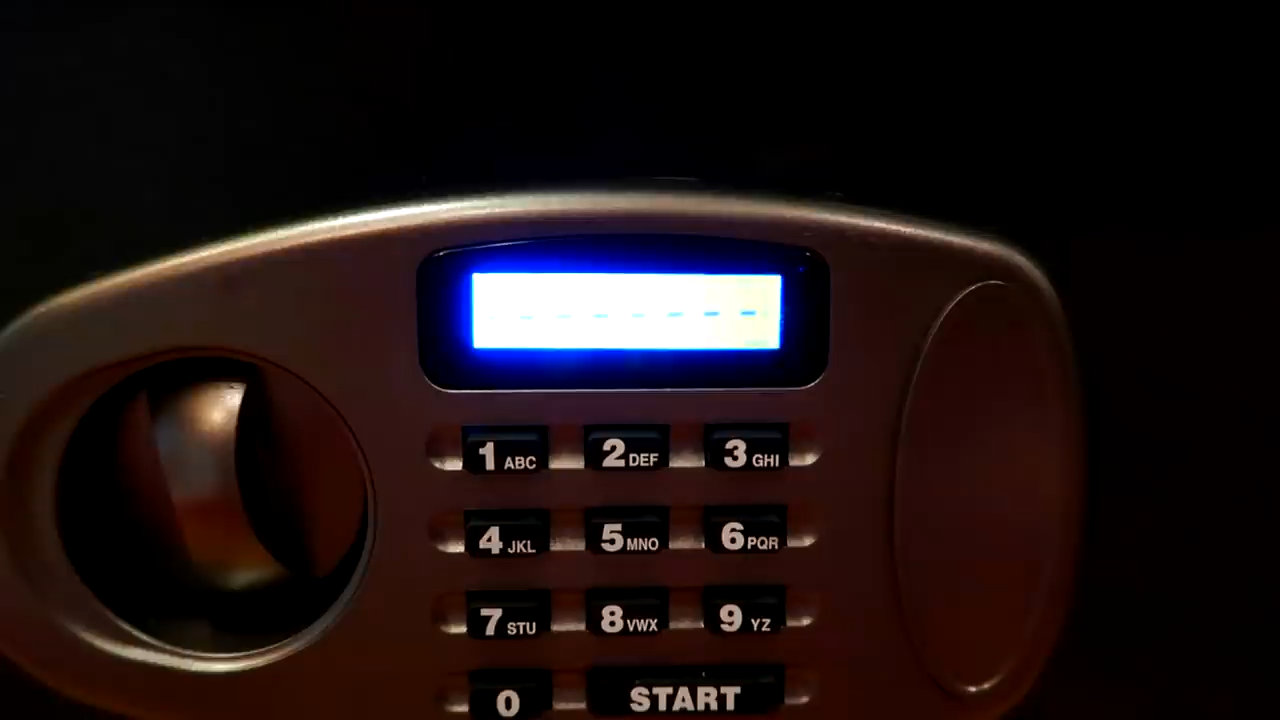 1 ABC 2 DEF 3 GHI
4 JKL 5 MNO 6 PQR
7 STU 8 VWX 9 YZ
0 START